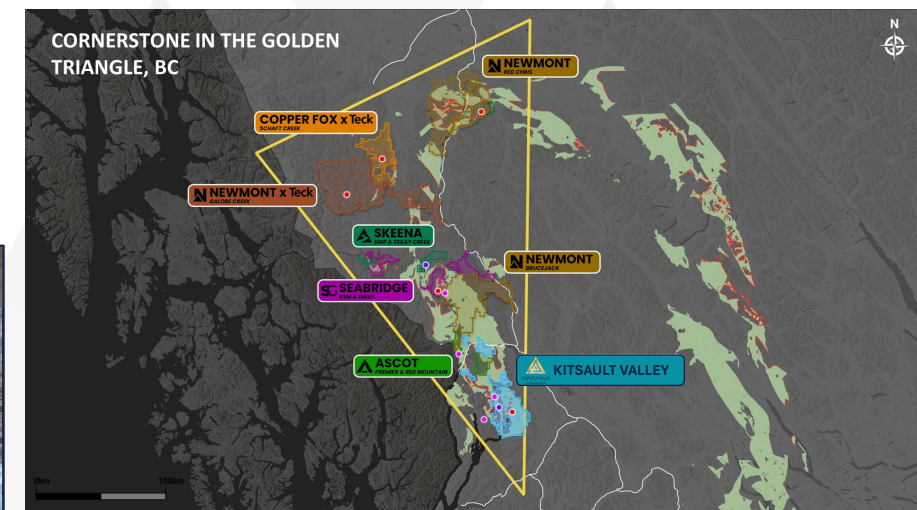 CORNERSTONE IN THE GOLDEN
TRIANGLE, BC
N
NEWMONT
RED CHRIS
COPPER FOX x Teck
SCHAFT CREEK
NEWMONT x Teck
GALORE CREEK
SKEENA
SNIP & ESKAY CREEK
NEWMONT
BRUCEJACK
SEABRIDGE
KSM & ISKUT
ASCOT
PREMIER & RED MOUNTAIN
KITSAULT VALLEY
0km
100km